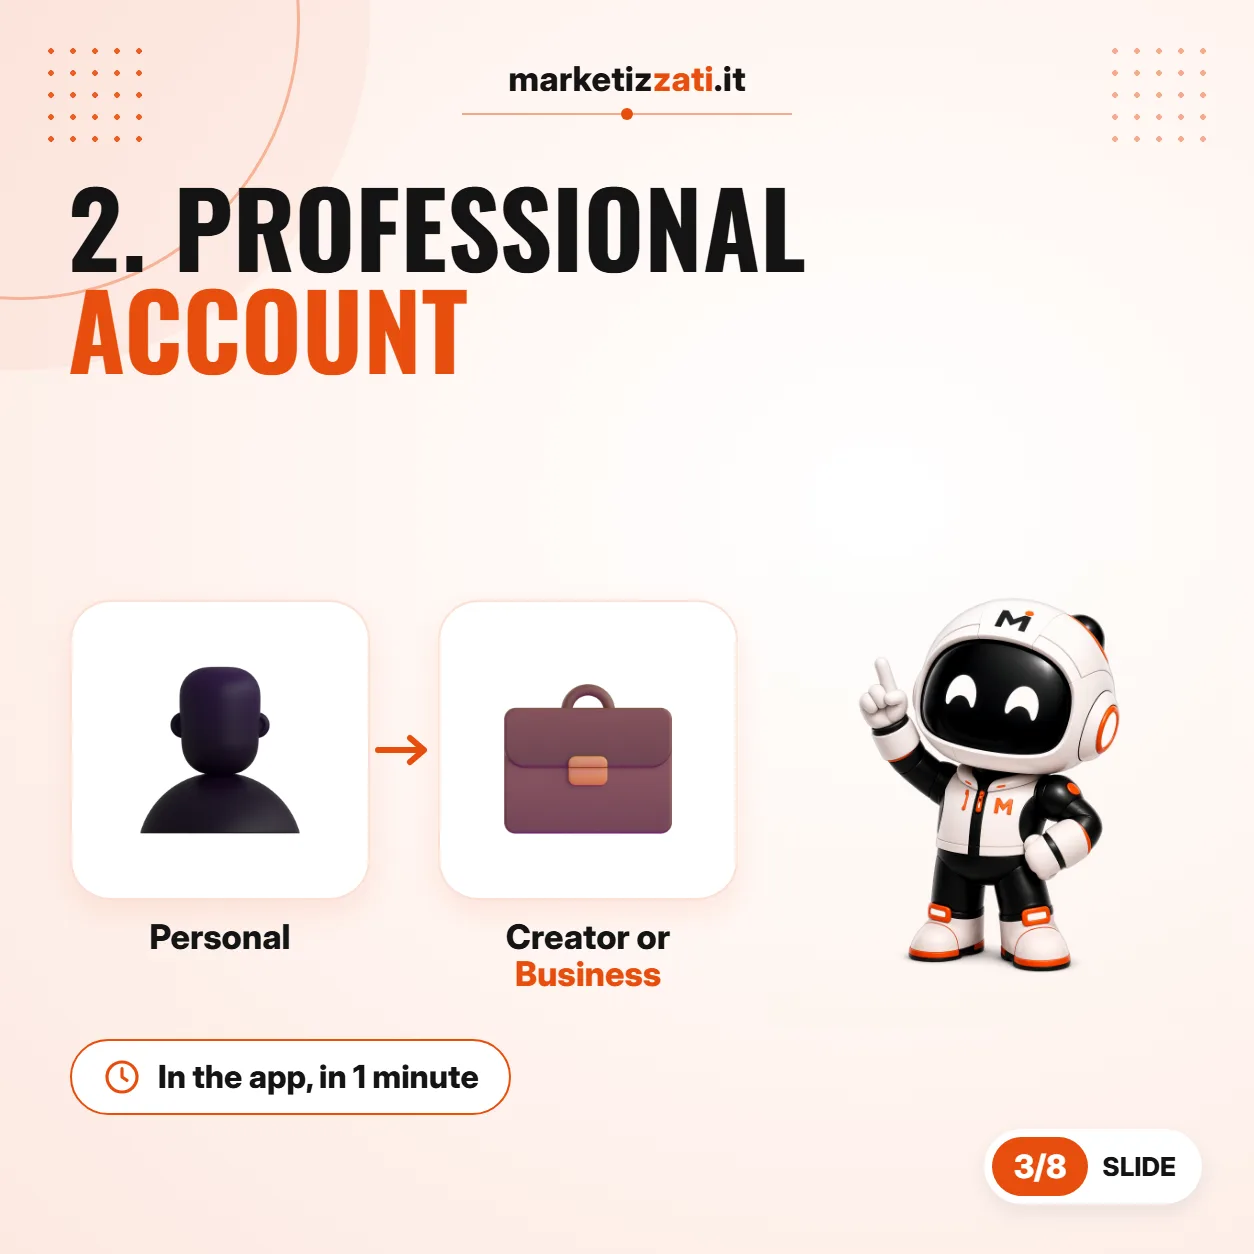 marketizzati.it
2. PROFESSIONAL
ACCOUNT
M
M
Personal
Creator or
Business
In the app, in 1 minute
3/8 SLIDE